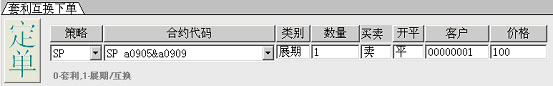 套利互换下单
定单
策略 合约代码 类别 数量 买卖 开平 客户 价格
SP SP a0905&a0909 展期 1 卖 平 00000001 100
0-套利,1-展期/互换